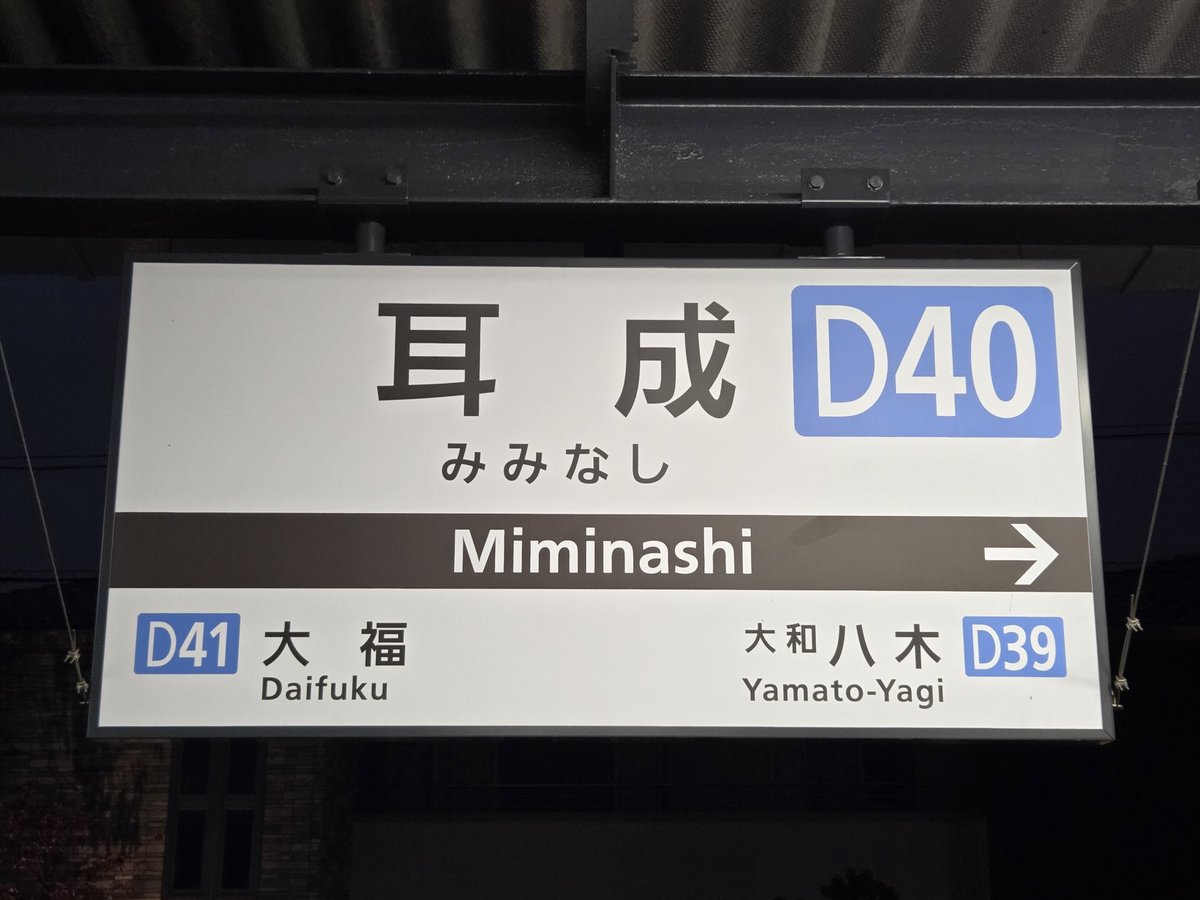 耳成 D40
みみなし
Miminashi →
D41 大福 大和八木 D39
Daifuku Yamato-Yagi